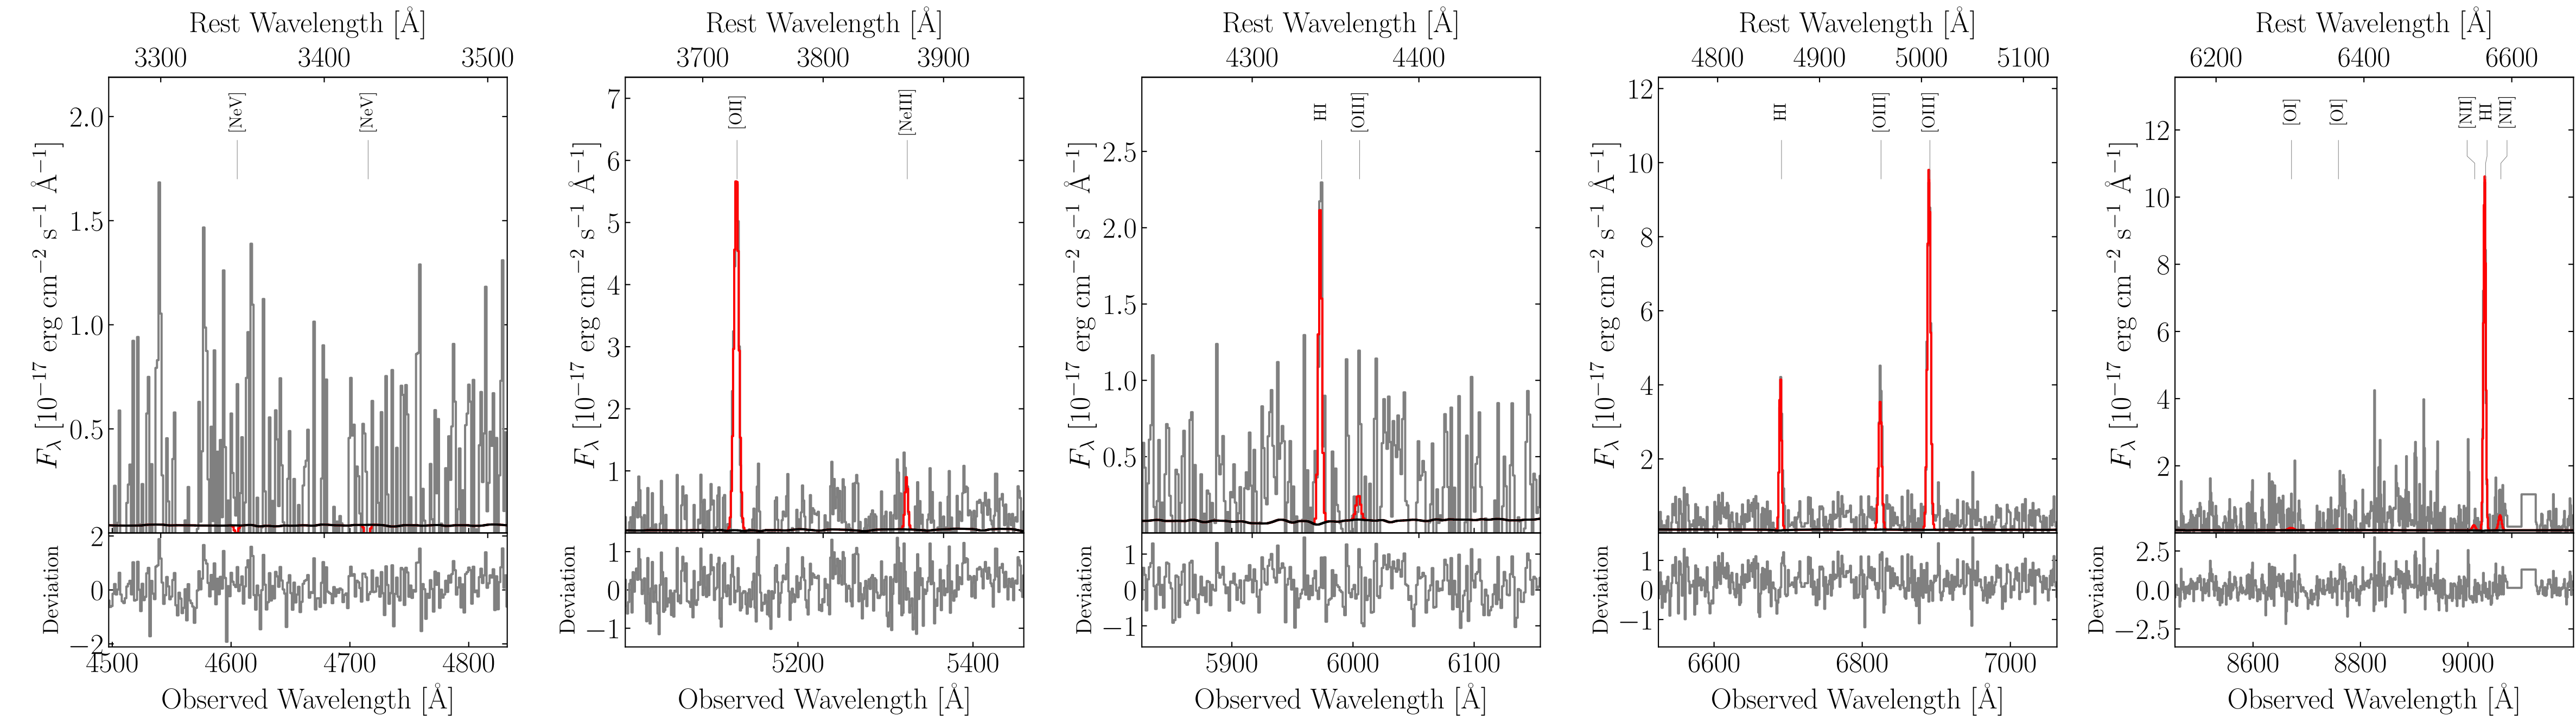 Rest Wavelength [Å]
3300 3400 3500
[NeV] [NeV]
2.0
1.5
1.0
0.5
F_λ [10⁻¹⁷ erg cm⁻² s⁻¹ Å⁻¹]
2
0
−2
Deviation
4500 4600 4700 4800
Observed Wavelength [Å]
Rest Wavelength [Å]
3700 3800 3900
[OII] [NeIII]
7
6
5
4
3
2
1
F_λ [10⁻¹⁷ erg cm⁻² s⁻¹ Å⁻¹]
1
0
−1
Deviation
5200 5400
Observed Wavelength [Å]
Rest Wavelength [Å]
4300 4400
HI [OIII]
2.5
2.0
1.5
1.0
0.5
F_λ [10⁻¹⁷ erg cm⁻² s⁻¹ Å⁻¹]
1
0
−1
Deviation
5900 6000 6100
Observed Wavelength [Å]
Rest Wavelength [Å]
4800 4900 5000 5100
HI [OIII] [OIII]
12
10
8
6
4
2
F_λ [10⁻¹⁷ erg cm⁻² s⁻¹ Å⁻¹]
1
0
−1
Deviation
6600 6800 7000
Observed Wavelength [Å]
Rest Wavelength [Å]
6200 6400 6600
[OI] [OI] [NII] HI [NII]
12
10
8
6
4
2
F_λ [10⁻¹⁷ erg cm⁻² s⁻¹ Å⁻¹]
2.5
0.0
−2.5
Deviation
8600 8800 9000
Observed Wavelength [Å]